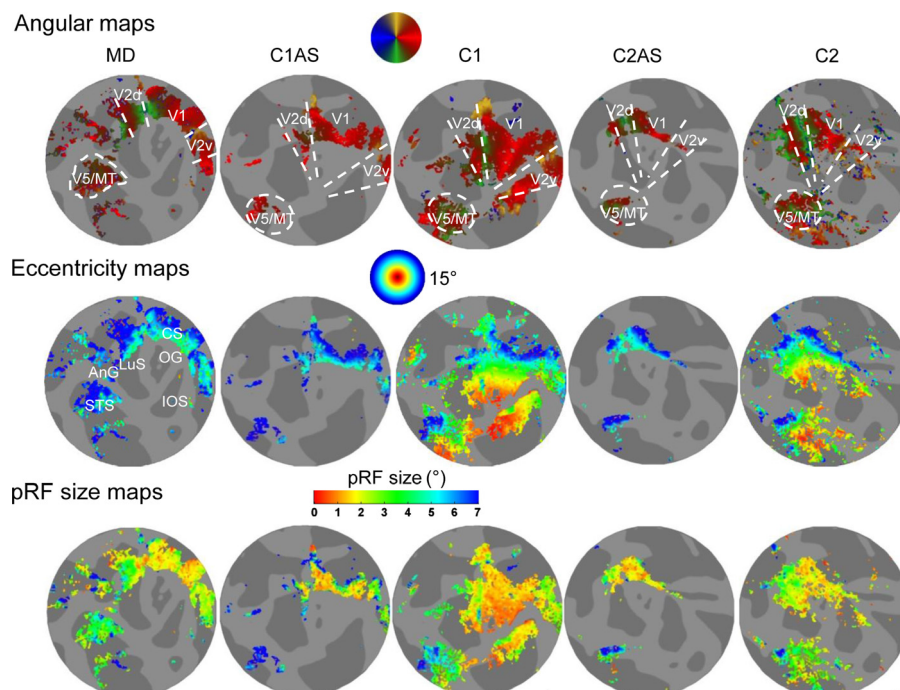 Angular maps
MD C1AS C1 C2AS C2
V2d V1 V2v V5/MT
V2d V1 V2v V5/MT
V2d V1 V2v V5/MT
V2d V1 V2v V5/MT
V2d V1 V2v V5/MT
Eccentricity maps
15°
CS
OG
LuS
AnG
STS
IOS
pRF size maps
pRF size (°)
0 1 2 3 4 5 6 7